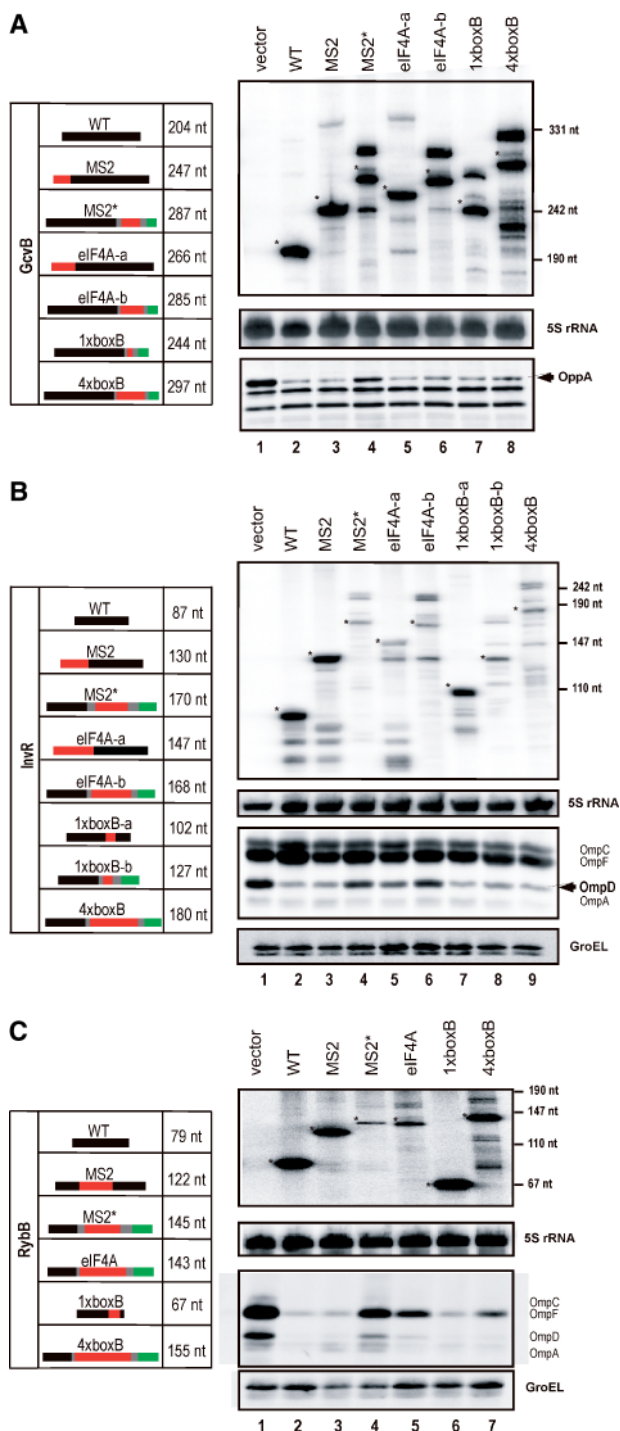 A
vector WT MS2 MS2* eIF4A-a eIF4A-b 1xboxB 4xboxB
GcvB
WT 204 nt
MS2 247 nt
MS2* 287 nt
eIF4A-a 266 nt
eIF4A-b 285 nt
1xboxB 244 nt
4xboxB 297 nt
* * * * * * *
331 nt
242 nt
190 nt
5S rRNA
OppA
1 2 3 4 5 6 7 8
B
vector WT MS2 MS2* eIF4A-a eIF4A-b 1xboxB-a 1xboxB-b 4xboxB
InvR
WT 87 nt
MS2 130 nt
MS2* 170 nt
eIF4A-a 147 nt
eIF4A-b 168 nt
1xboxB-a 102 nt
1xboxB-b 127 nt
4xboxB 180 nt
* * * * * * * *
242 nt
190 nt
147 nt
110 nt
5S rRNA
OmpC
OmpF
OmpD
OmpA
GroEL
1 2 3 4 5 6 7 8 9
C
vector WT MS2 MS2* eIF4A 1xboxB 4xboxB
RybB
WT 79 nt
MS2 122 nt
MS2* 145 nt
eIF4A 143 nt
1xboxB 67 nt
4xboxB 155 nt
* * * * * *
190 nt
147 nt
110 nt
67 nt
5S rRNA
OmpC
OmpF
OmpD
OmpA
GroEL
1 2 3 4 5 6 7